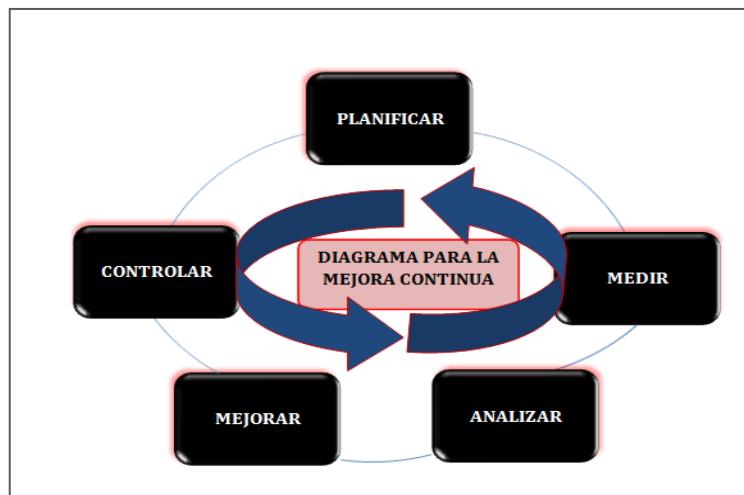 PLANIFICAR
CONTROLAR
DIAGRAMA PARA LA
MEJORA CONTINUA
MEDIR
MEJORAR
ANALIZAR